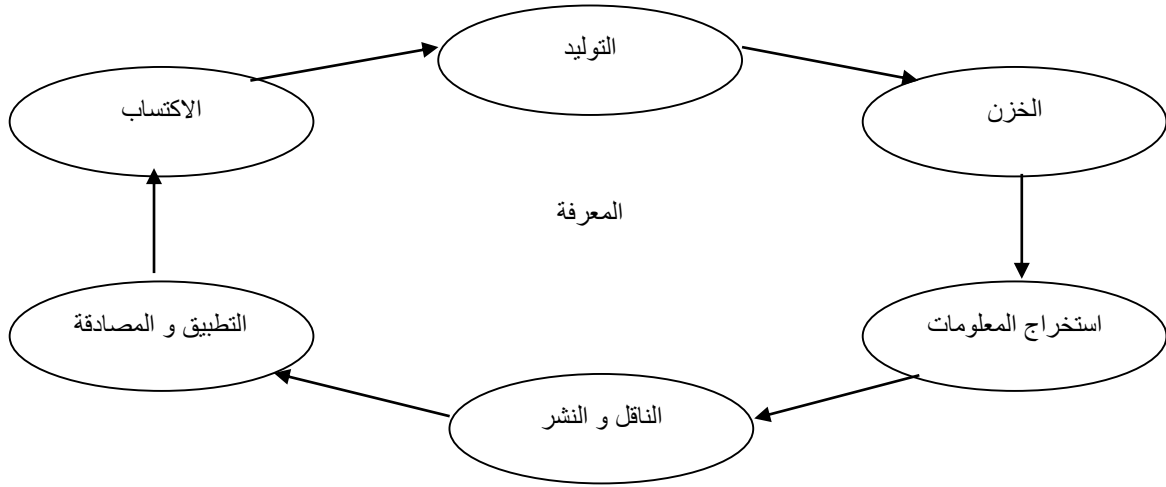 التوليد
الاكتساب
الخزن
المعرفة
التطبيق و المصادقة
استخراج المعلومات
الناقل و النشر